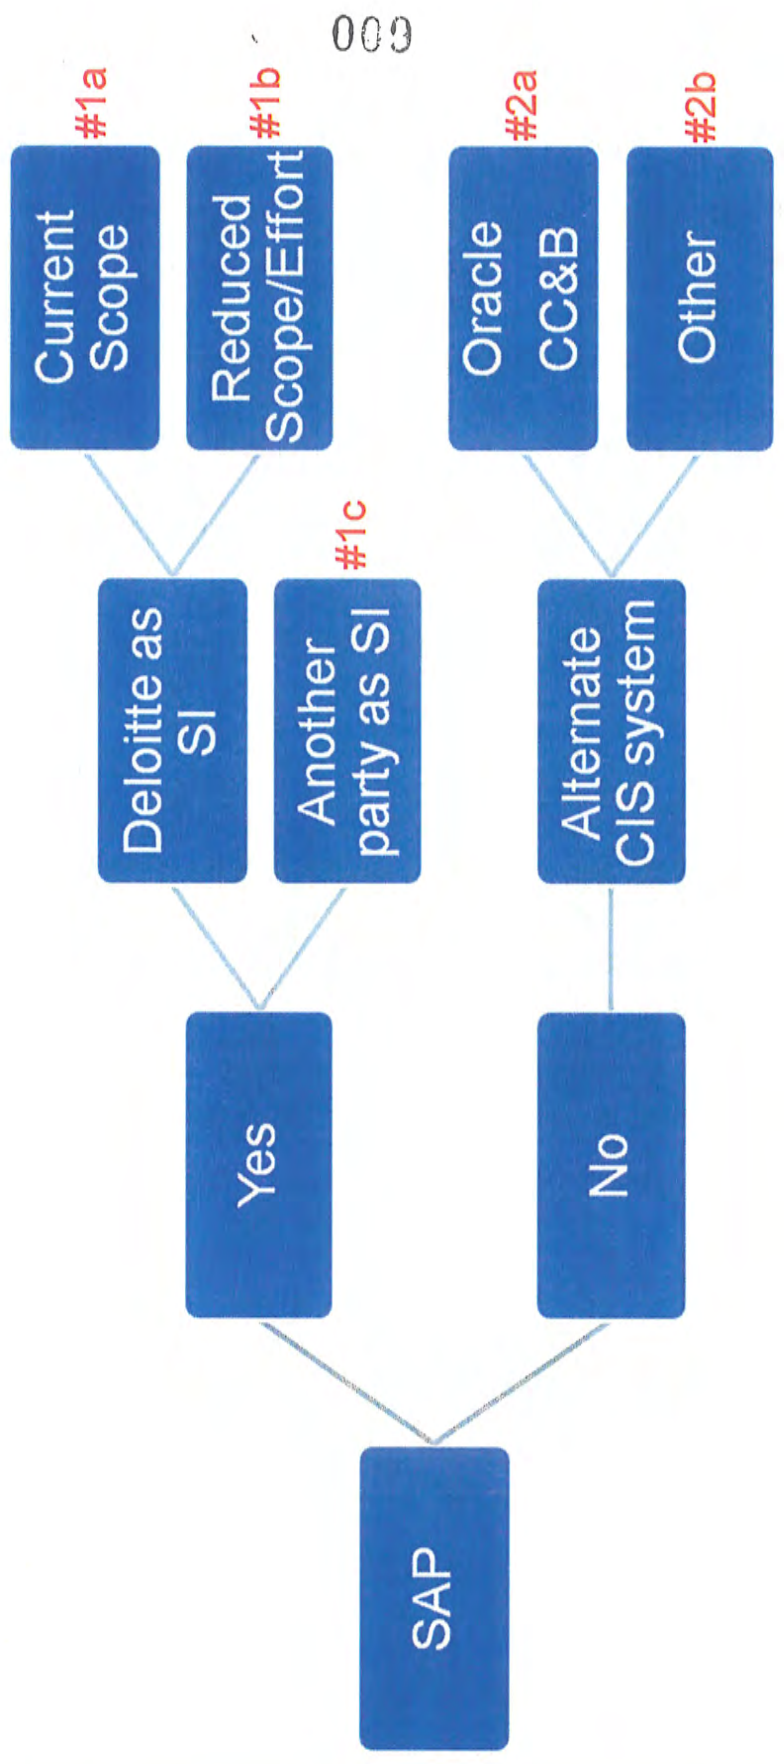 SAP
Yes
No
Deloitte as
SI
Another
party as SI
#1c
Alternate
CIS system
Current
Scope
#1a
Reduced
Scope/Effort
#1b
Oracle
CC&B
#2a
Other
#2b